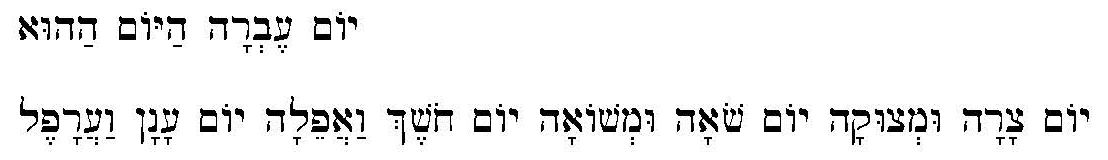 יוֹם עֶבְרָה הַיּוֹם הַהוּא
יוֹם צָרָה וּמְצוּקָה יוֹם שֹׁאָה וּמְשׁוֹאָה יוֹם חֹשֶׁךְ וַאֲפֵלָה יוֹם עָנָן וַעֲרָפֶל